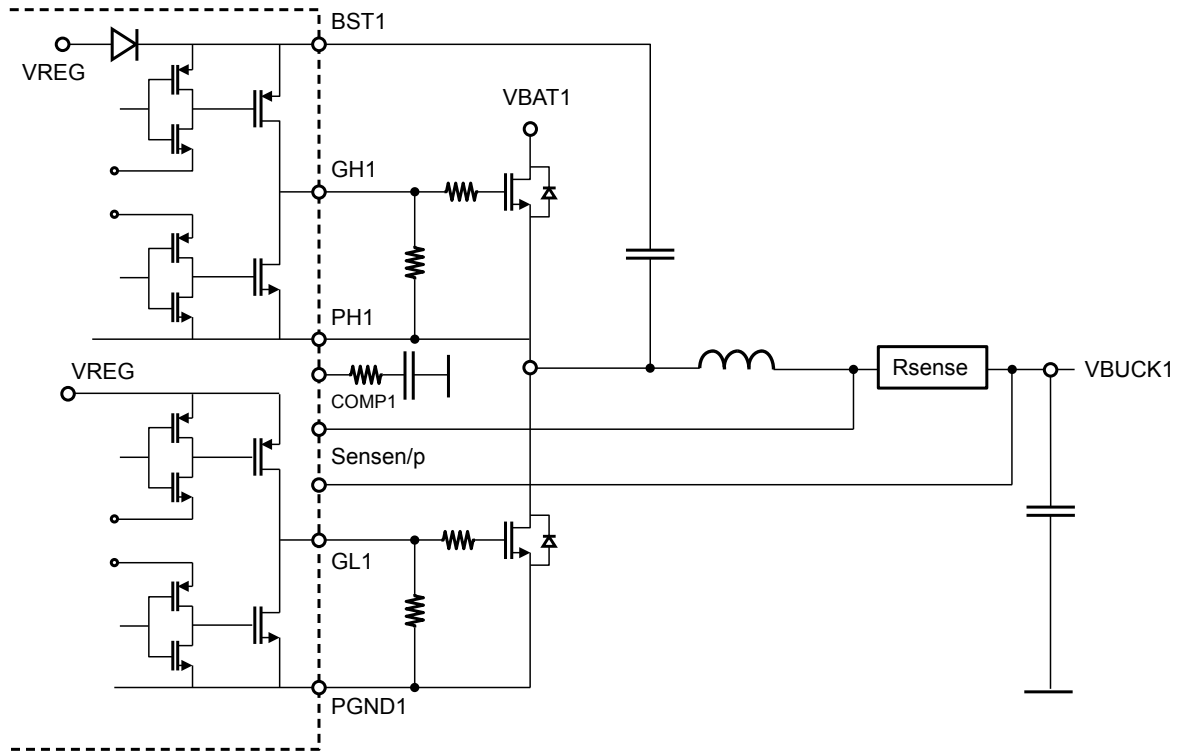 BST1
VREG
VBAT1
GH1
PH1
VREG
COMP1
Rsense
VBUCK1
Sensen/p
GL1
PGND1